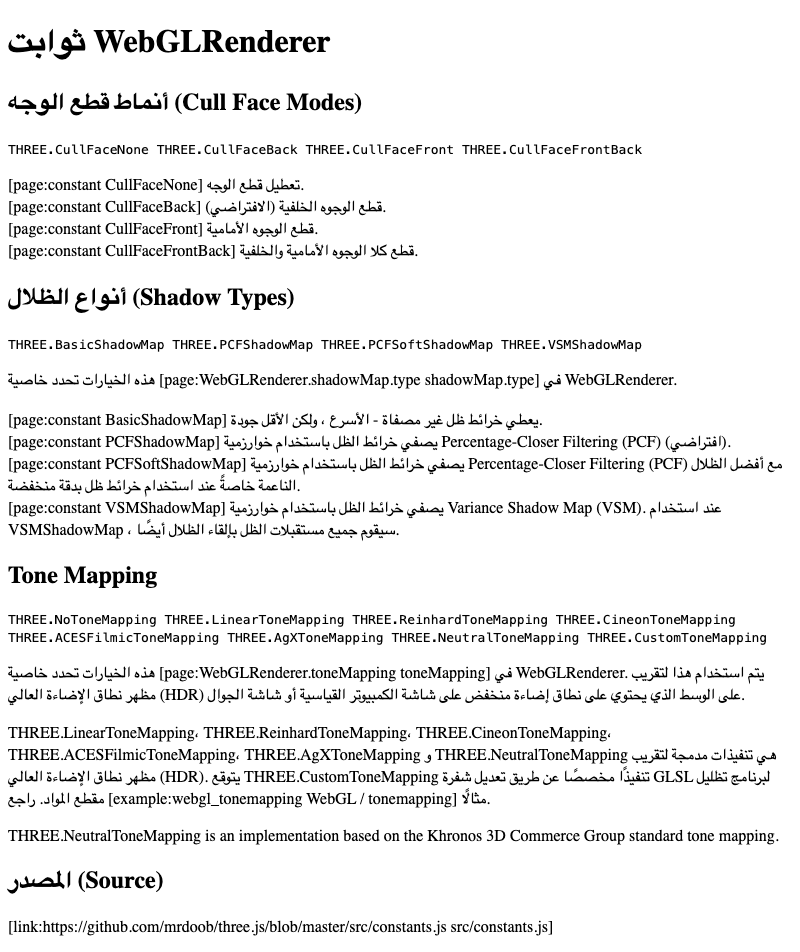 ثوابت WebGLRenderer
أنماط قطع الوجه (Cull Face Modes)
THREE.CullFaceNone THREE.CullFaceBack THREE.CullFaceFront THREE.CullFaceFrontBack
[page:constant CullFaceNone] تعطيل قطع الوجه.
[page:constant CullFaceBack] قطع الوجوه الخلفية (الافتراضي).
[page:constant CullFaceFront] قطع الوجوه الأمامية.
[page:constant CullFaceFrontBack] قطع كلا الوجوه الأمامية والخلفية.
أنواع الظلال (Shadow Types)
THREE.BasicShadowMap THREE.PCFShadowMap THREE.PCFSoftShadowMap THREE.VSMShadowMap
هذه الخيارات تحدد خاصية [page:WebGLRenderer.shadowMap.type shadowMap.type] في WebGLRenderer.
[page:constant BasicShadowMap] يعطي خرائط ظل غير مصفاة - الأسرع ، ولكن الأقل جودة.
[page:constant PCFShadowMap] يصفي خرائط الظل باستخدام خوارزمية Percentage-Closer Filtering (PCF) (افتراضي).
[page:constant PCFSoftShadowMap] يصفي خرائط الظل باستخدام خوارزمية Percentage-Closer Filtering (PCF) مع أفضل الظلال
الناعمة خاصةً عند استخدام خرائط ظل بدقة منخفضة.
[page:constant VSMShadowMap] يصفي خرائط الظل باستخدام خوارزمية Variance Shadow Map (VSM). عند استخدام
VSMShadowMap ، سيقوم جميع مستقبلات الظل بإلقاء الظلال أيضًا.
Tone Mapping
THREE.NoToneMapping THREE.LinearToneMapping THREE.ReinhardToneMapping THREE.CineonToneMapping
THREE.ACESFilmicToneMapping THREE.AgXToneMapping THREE.NeutralToneMapping THREE.CustomToneMapping
هذه الخيارات تحدد خاصية [page:WebGLRenderer.toneMapping toneMapping] في WebGLRenderer. يتم استخدام هذا لتقريب
مظهر نطاق الإضاءة العالي (HDR) على الوسط الذي يحتوي على نطاق إضاءة منخفض على شاشة الكمبيوتر القياسية أو شاشة الجوال.
THREE.LinearToneMapping، THREE.ReinhardToneMapping، THREE.CineonToneMapping،
THREE.ACESFilmicToneMapping، THREE.AgXToneMapping و THREE.NeutralToneMapping هي تنفيذات مدمجة لتقريب
مظهر نطاق الإضاءة العالي (HDR). يتوقع THREE.CustomToneMapping تنفيذًا مخصصًا عن طريق تعديل شفرة GLSL لبرنامج تظليل
مقطع المواد. راجع [example:webgl_tonemapping WebGL / tonemapping] مثالًا.
THREE.NeutralToneMapping is an implementation based on the Khronos 3D Commerce Group standard tone mapping.
المصدر (Source)
[link:https://github.com/mrdoob/three.js/blob/master/src/constants.js src/constants.js]